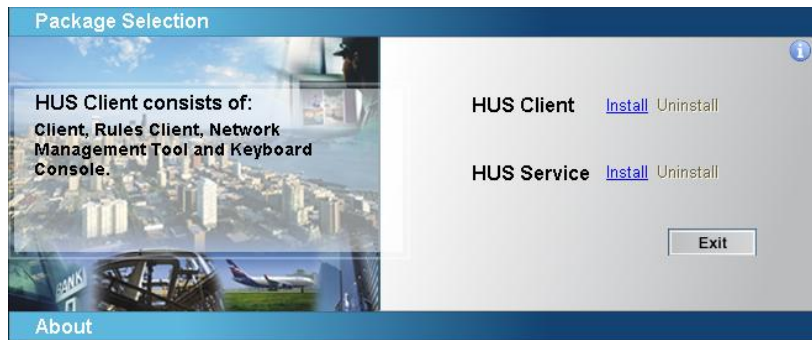 Package Selection
HUS Client consists of:
Client, Rules Client, Network
Management Tool and Keyboard
Console.
BANK
HUS Client Install Uninstall
HUS Service Install Uninstall
Exit
About